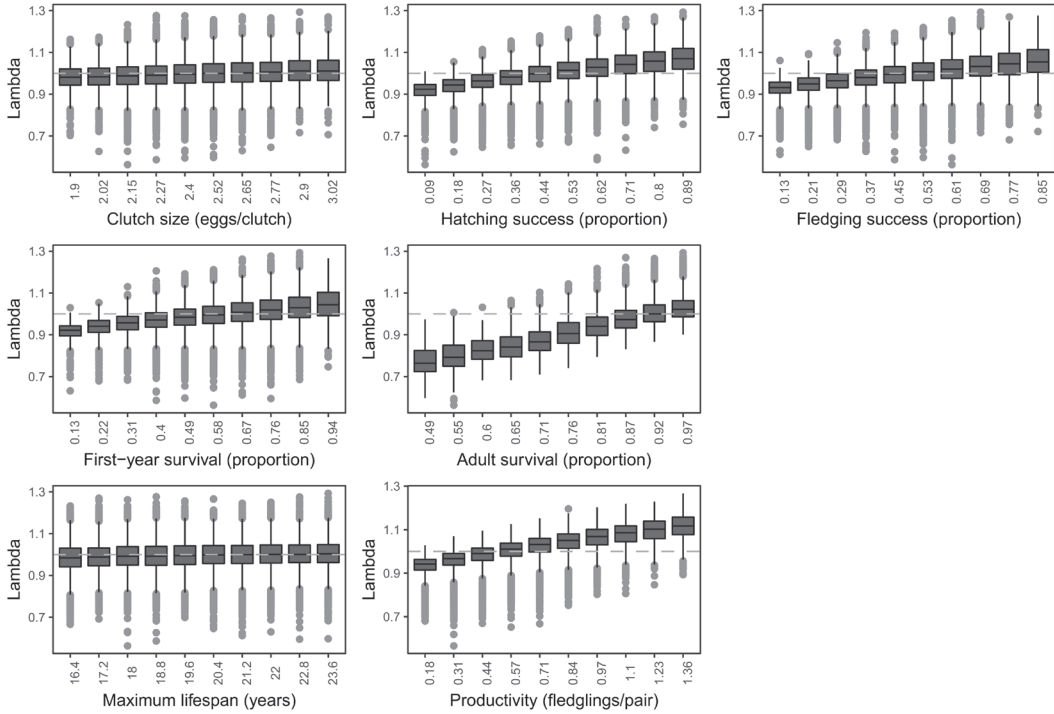 1.3
1.1
0.9
0.7
Lambda
1.9 2.02 2.15 2.27 2.4 2.52 2.65 2.77 2.9 3.02
Clutch size (eggs/clutch)
1.3
1.1
0.9
0.7
Lambda
0.09 0.18 0.27 0.36 0.44 0.53 0.62 0.71 0.8 0.89
Hatching success (proportion)
1.3
1.1
0.9
0.7
Lambda
0.13 0.21 0.29 0.37 0.45 0.53 0.61 0.69 0.77 0.85
Fledging success (proportion)
1.3
1.1
0.9
0.7
Lambda
0.13 0.22 0.31 0.4 0.49 0.58 0.67 0.76 0.85 0.94
First−year survival (proportion)
1.3
1.1
0.9
0.7
Lambda
0.49 0.55 0.6 0.65 0.71 0.76 0.81 0.87 0.92 0.97
Adult survival (proportion)
1.3
1.1
0.9
0.7
Lambda
16.4 17.2 18 18.8 19.6 20.4 21.2 22 22.8 23.6
Maximum lifespan (years)
1.3
1.1
0.9
0.7
Lambda
0.18 0.31 0.44 0.57 0.71 0.84 0.97 1.1 1.23 1.36
Productivity (fledglings/pair)